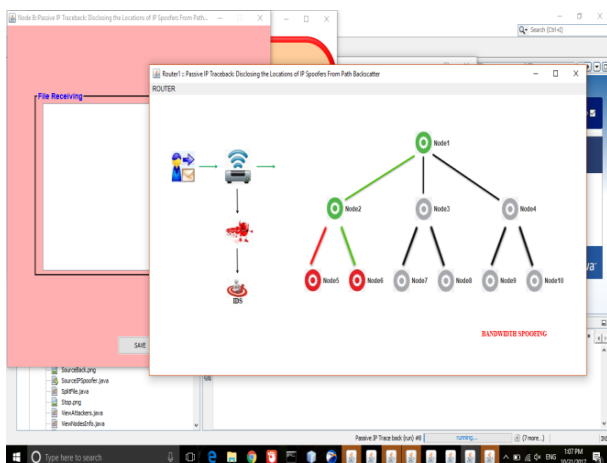 Node B:Passive IP Traceback: Disclosing the Locations of IP Spoofers From Path...
Search (Ctrl+I)
Router1 :: Passive IP Traceback: Disclosing the Locations of IP Spoofers From Path Backscatter
ROUTER
File Receiving
Node1
Node2
Node3
Node4
Node5
Node6
Node7
Node8
Node9
Node10
IDS
BANDWIDTH SPOOFING
SAVE
SourceBack.png
SourceIPSpoofer.java
SplitFile.java
Stop.png
ViewAttackers.java
ViewNodesInfo.java
Passive IP Trace back (run) #8
running...
(7 more...)
Type here to search
ENG
1:07 PM